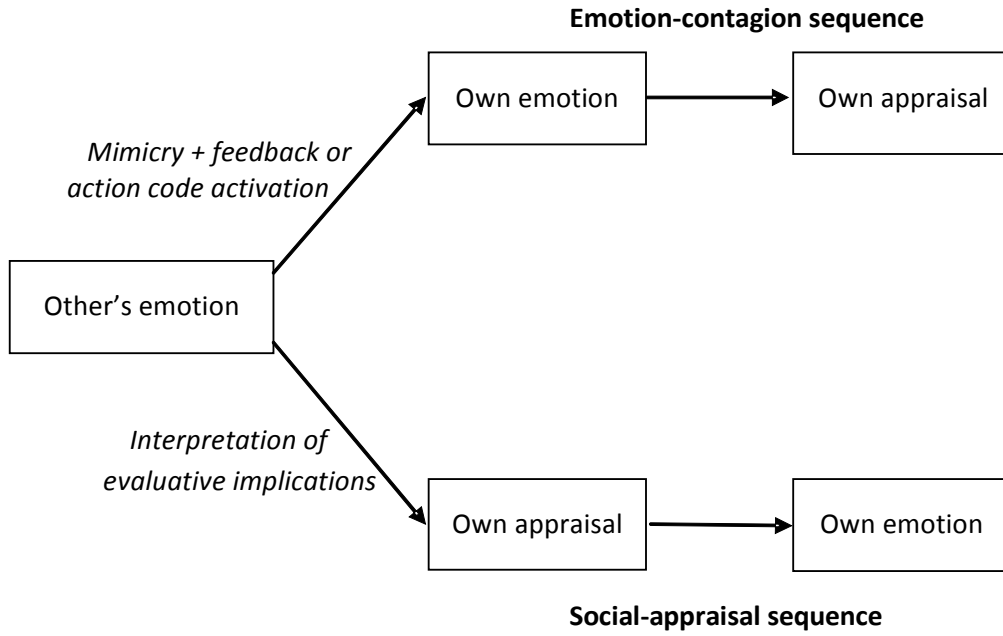 Emotion-contagion sequence
Own emotion
Own appraisal
Mimicry + feedback or
action code activation
Other’s emotion
Interpretation of
evaluative implications
Own appraisal
Own emotion
Social-appraisal sequence